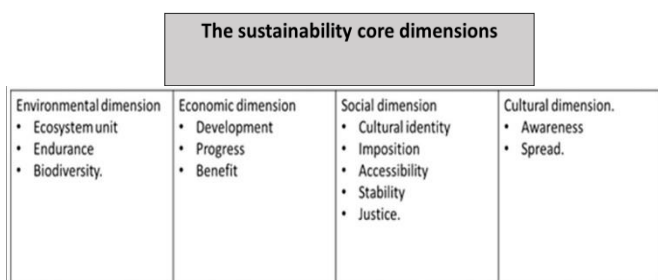 The sustainability core dimensions
Environmental dimension
• Ecosystem unit
• Endurance
• Biodiversity.
Economic dimension
• Development
• Progress
• Benefit
Social dimension
• Cultural identity
• Imposition
• Accessibility
• Stability
• Justice.
Cultural dimension.
• Awareness
• Spread.